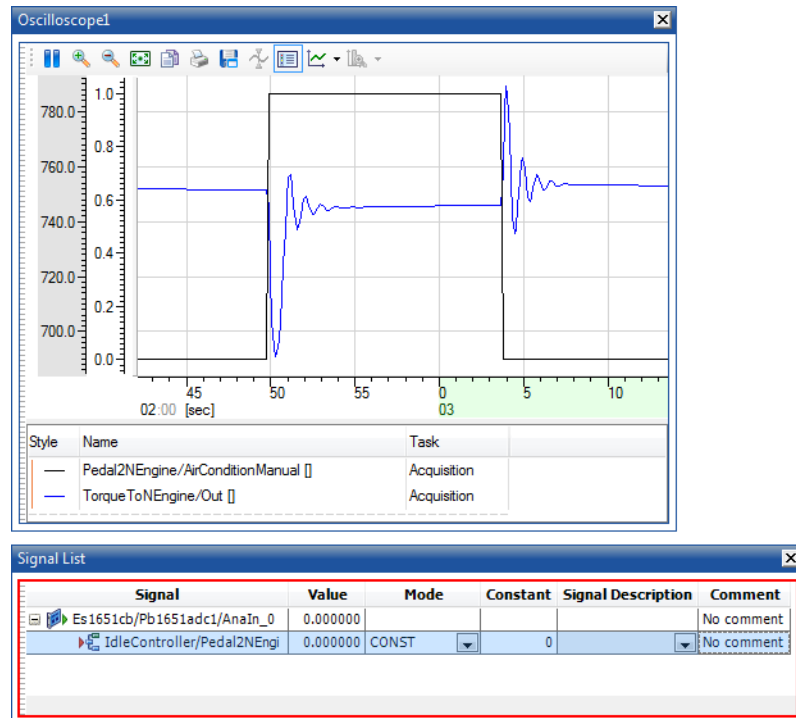 Oscilloscope1
780.0 1.0
0.8
760.0
0.6
740.0
0.4
720.0
0.2
700.0
0.0
45 50 55 0 5 10
02:00 [sec] 03
Style Name Task
Pedal2NEngine/AirConditionManual [] Acquisition
TorqueToNEngine/Out [] Acquisition
Signal List
Signal Value Mode Constant Signal Description Comment
Es1651cb/Pb1651adc1/AnaIn_0 0.000000 No comment
IdleController/Pedal2NEngi 0.000000 CONST 0 No comment